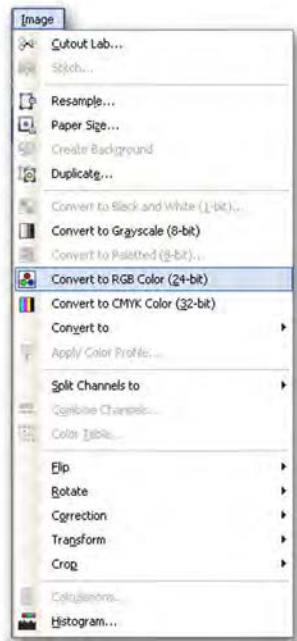 Image
Cutout Lab...
Stitch...
Resample...
Paper Size...
Create Background
Duplicate...
Convert to Black and White (1-bit)...
Convert to Grayscale (8-bit)
Convert to Paletted (8-bit)...
Convert to RGB Color (24-bit)
Convert to CMYK Color (32-bit)
Convert to
Apply Color Profile...
Split Channels to
Combine Channels...
Color Table...
Flip
Rotate
Correction
Transform
Crop
Calculations...
Histogram...